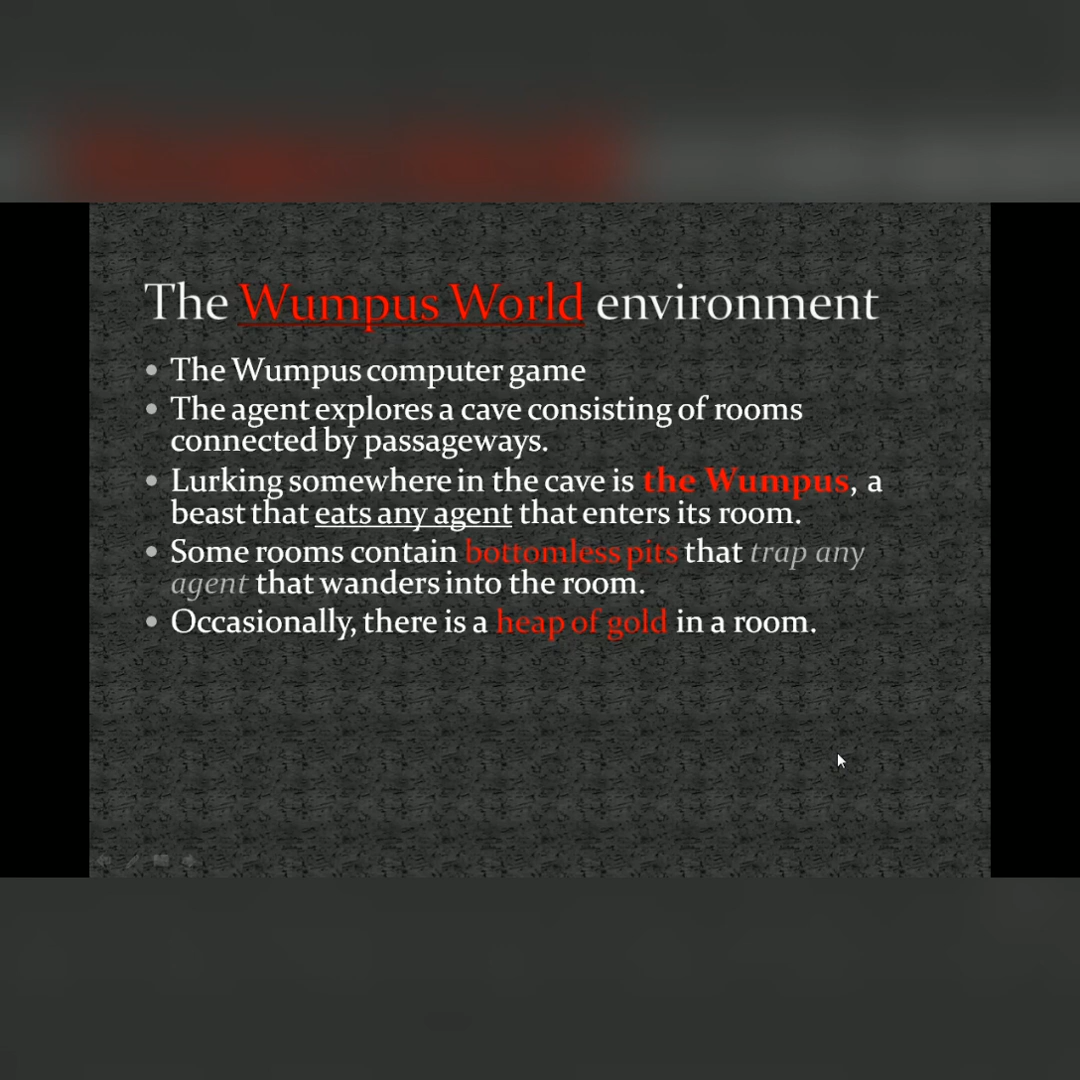 The Wumpus World environment
• The Wumpus computer game
• The agent explores a cave consisting of rooms
connected by passageways.
• Lurking somewhere in the cave is the Wumpus, a
beast that eats any agent that enters its room.
• Some rooms contain bottomless pits that trap any
agent that wanders into the room.
• Occasionally, there is a heap of gold in a room.